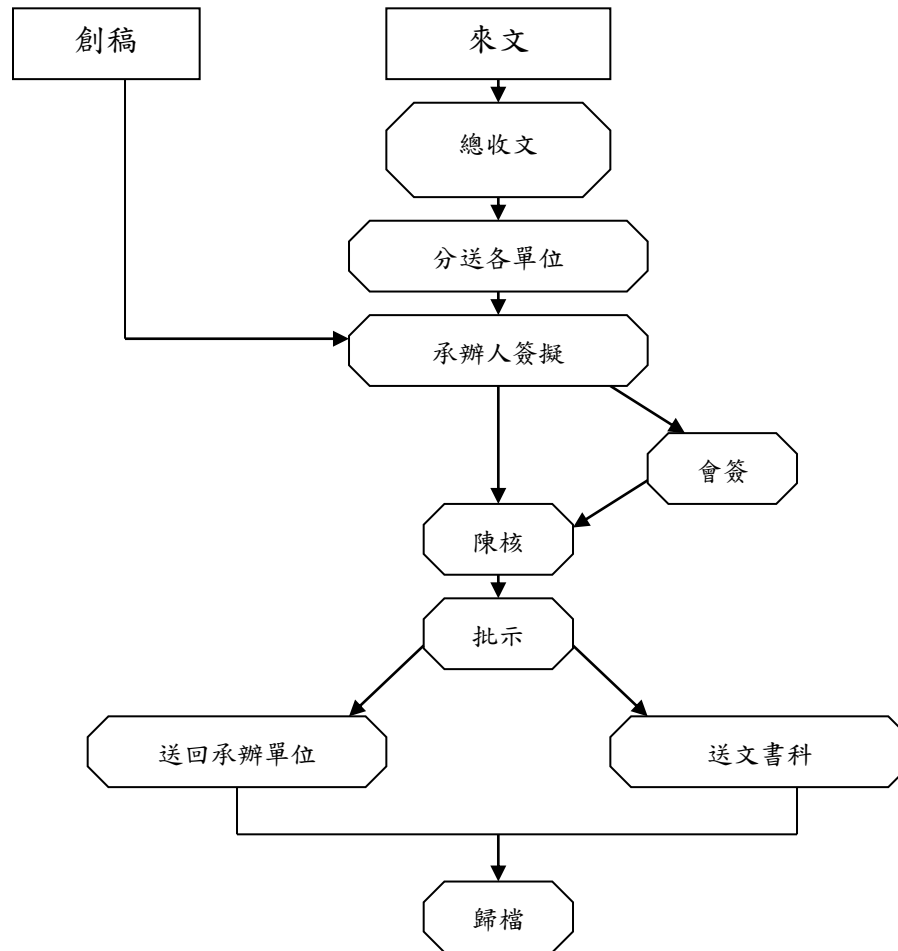 創稿
來文
總收文
分送各單位
承辦人簽擬
會簽
陳核
批示
送回承辦單位
送文書科
歸檔